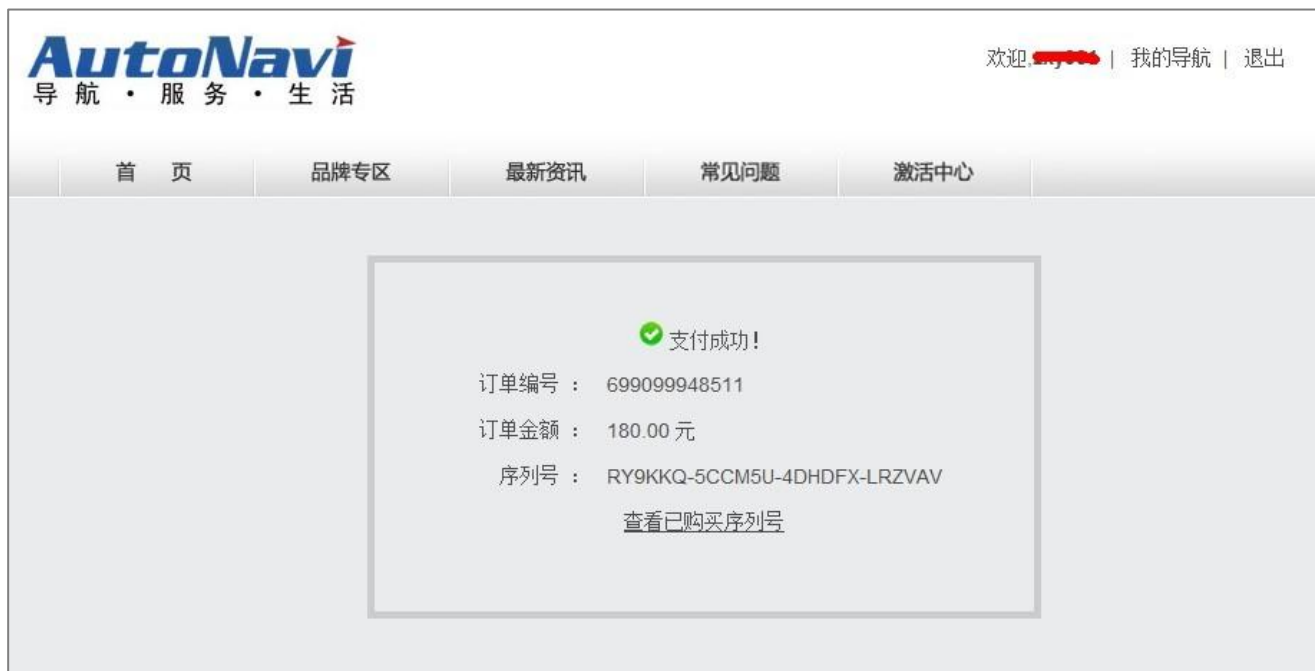 AutoNavi
导航·服务·生活
欢迎, | 我的导航 | 退出
首 页 品牌专区 最新资讯 常见问题 激活中心
支付成功!
订单编号 : 699099948511
订单金额 : 180.00 元
序列号 : RY9KKQ-5CCM5U-4DHDFX-LRZVAV
查看已购买序列号